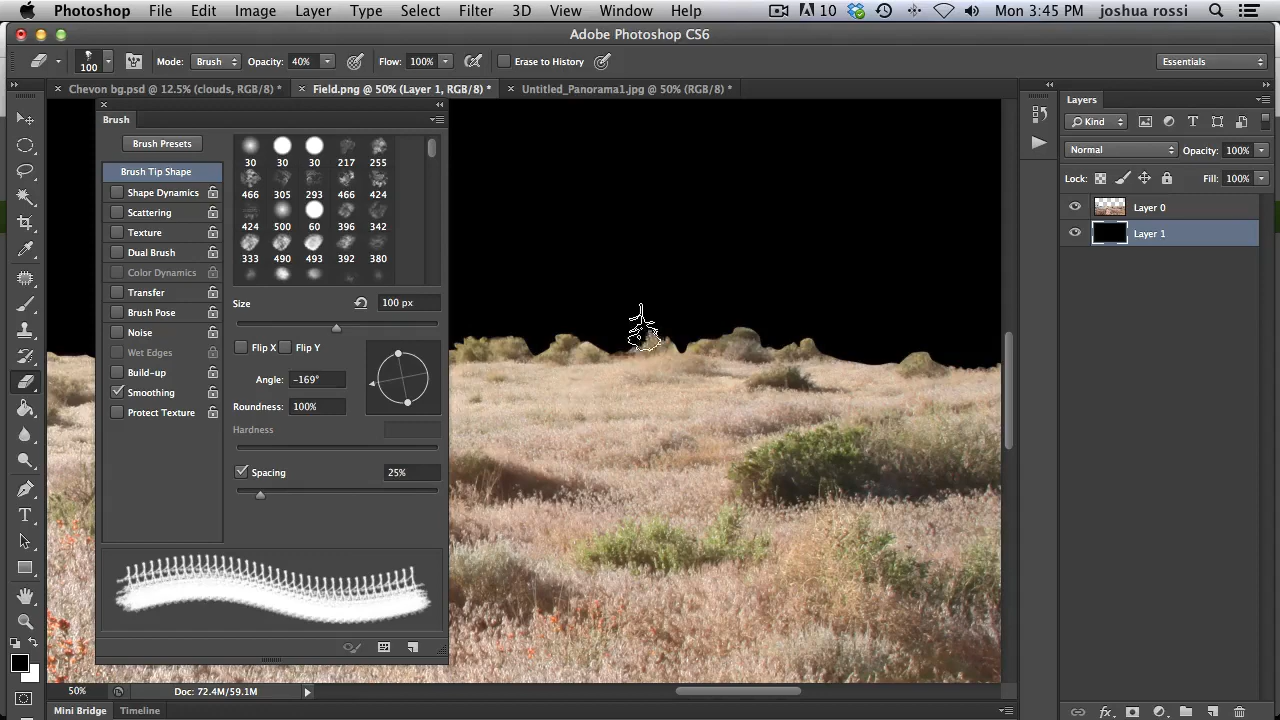 Photoshop File Edit Image Layer Type Select Filter 3D View Window Help 10 Mon 3:45 PM joshua rossi
Adobe Photoshop CS6
100 Mode: Brush Opacity: 40% Flow: 100% Erase to History Essentials
× Chevon bg.psd @ 12.5% (clouds, RGB/8) * × Field.png @ 50% (Layer 1, RGB/8) * × Untitled_Panorama1.jpg @ 50% (RGB/8) *
Brush
Brush Presets
Brush Tip Shape
Shape Dynamics
Scattering
Texture
Dual Brush
Color Dynamics
Transfer
Brush Pose
Noise
Wet Edges
Build-up
Smoothing
Protect Texture
30 30 30 217 255
466 305 293 466 424
424 500 60 396 342
333 490 493 392 380
Size 100 px
Flip X Flip Y
Angle: -169°
Roundness: 100%
Hardness
Spacing 25%
Layers
Kind
Normal Opacity: 100%
Lock: Fill: 100%
Layer 0
Layer 1
50% Doc: 72.4M/59.1M
Mini Bridge Timeline